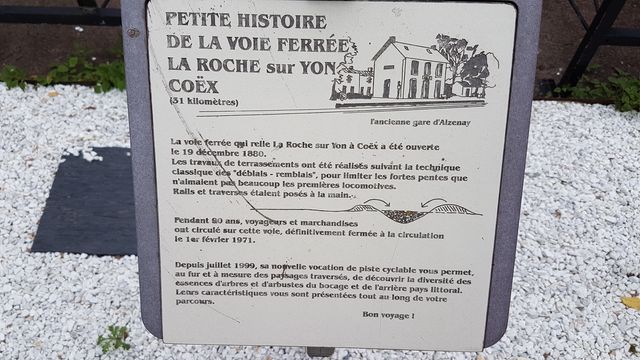 PETITE HISTOIRE
DE LA VOIE FERRÉE
LA ROCHE sur YON
COËX
(31 kilomètres)
l'ancienne gare d'Aizenay
La voie ferrée qui relie La Roche sur Yon à Coëx a été ouverte
le 19 décembre 1880.
Les travaux de terrassements ont été réalisés suivant la technique
classique des "déblais - remblais", pour limiter les fortes pentes que
n'aimaient pas beaucoup les premières locomotives.
Rails et traverses étaient posés à la main.
Pendant 90 ans, voyageurs et marchandises
ont circulé sur cette voie, définitivement fermée à la circulation
le 1er février 1971.
Depuis juillet 1999, sa nouvelle vocation de piste cyclable vous permet,
au fur et à mesure des paysages traversés, de découvrir la diversité des
essences d'arbres et d'arbustes du bocage et de l'arrière pays littoral.
Leurs caractéristiques vous sont présentées tout au long de votre
parcours.
Bon voyage !